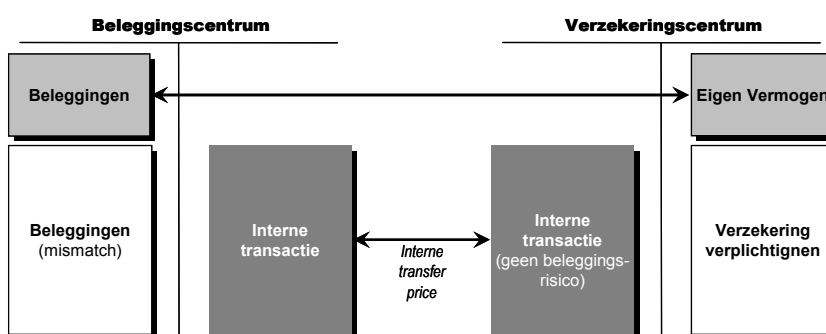 Beleggingscentrum
Verzekeringscentrum
Beleggingen
Eigen Vermogen
Beleggingen
(mismatch)
Interne
transactie
Interne
transfer
price
Interne
transactie
(geen beleggings-
risico)
Verzekering
verplichtignen